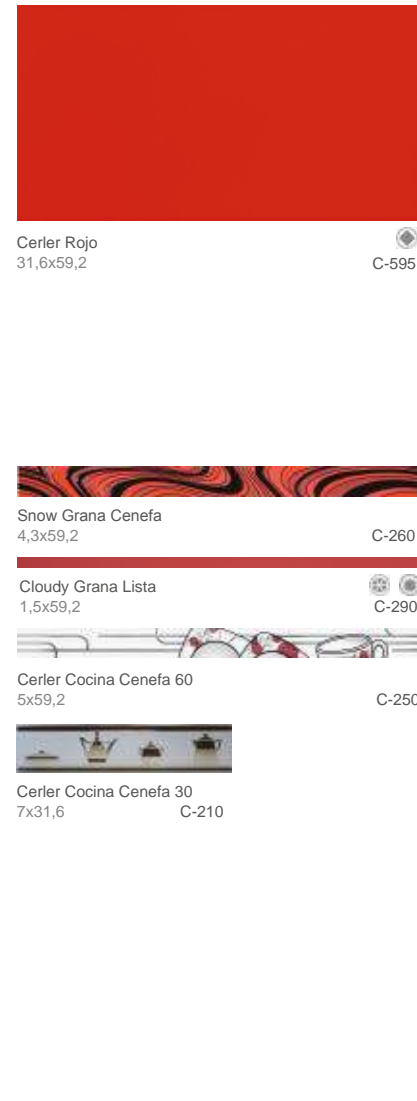 Cerler Rojo
31,6x59,2 C-595
Snow Grana Cenefa
4,3x59,2 C-260
Cloudy Grana Lista
1,5x59,2 C-290
Cerler Cocina Cenefa 60
5x59,2 C-250
Cerler Cocina Cenefa 30
7x31,6 C-210